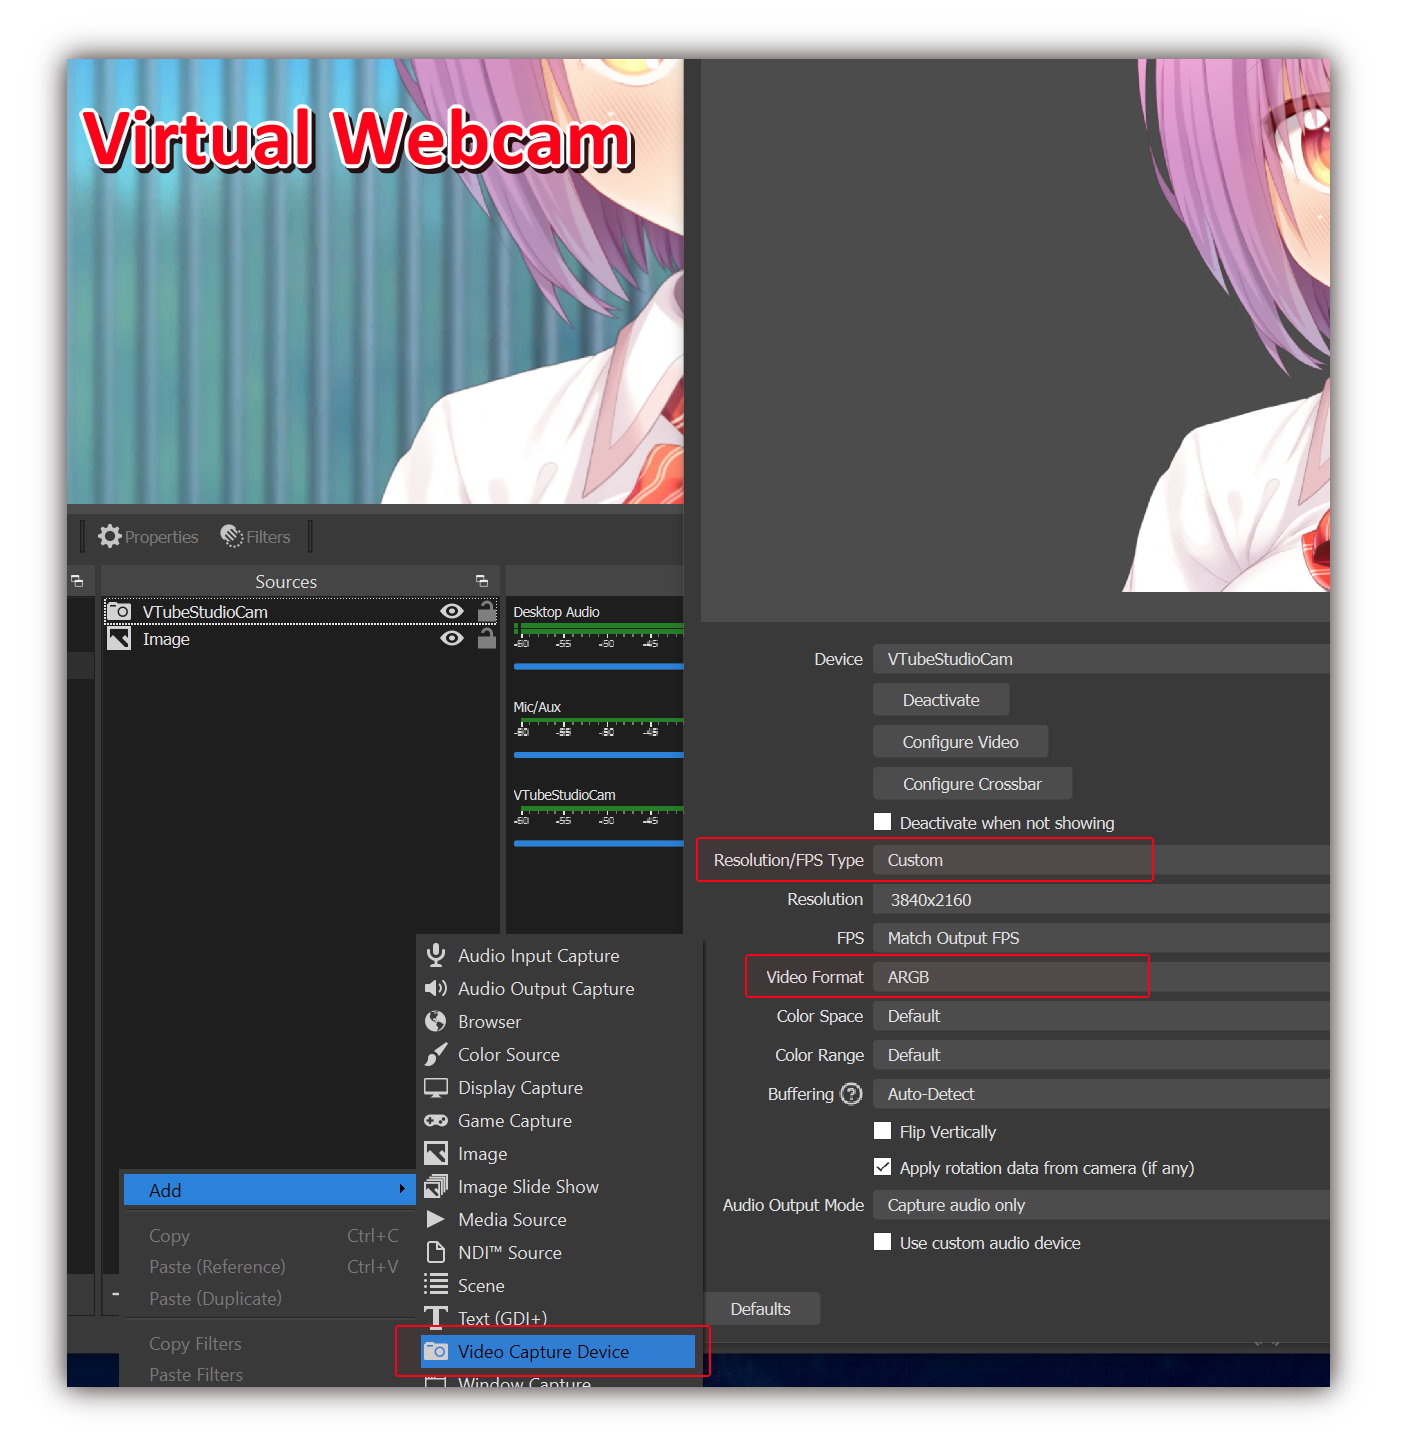 Virtual Webcam
Properties
Filters
Sources
VTubeStudioCam
Image
Desktop Audio
-60 -55 -50 -45
Mic/Aux
-60 -55 -50 -45
VTubeStudioCam
-60 -55 -50 -45
Add
Copy Ctrl+C
Paste (Reference) Ctrl+V
Paste (Duplicate)
Copy Filters
Paste Filters
Audio Input Capture
Audio Output Capture
Browser
Color Source
Display Capture
Game Capture
Image
Image Slide Show
Media Source
NDI™ Source
Scene
Text (GDI+)
Video Capture Device
Window Capture
Device VTubeStudioCam
Deactivate
Configure Video
Configure Crossbar
Deactivate when not showing
Resolution/FPS Type Custom
Resolution 3840x2160
FPS Match Output FPS
Video Format ARGB
Color Space Default
Color Range Default
Buffering ? Auto-Detect
Flip Vertically
Apply rotation data from camera (if any)
Audio Output Mode Capture audio only
Use custom audio device
Defaults